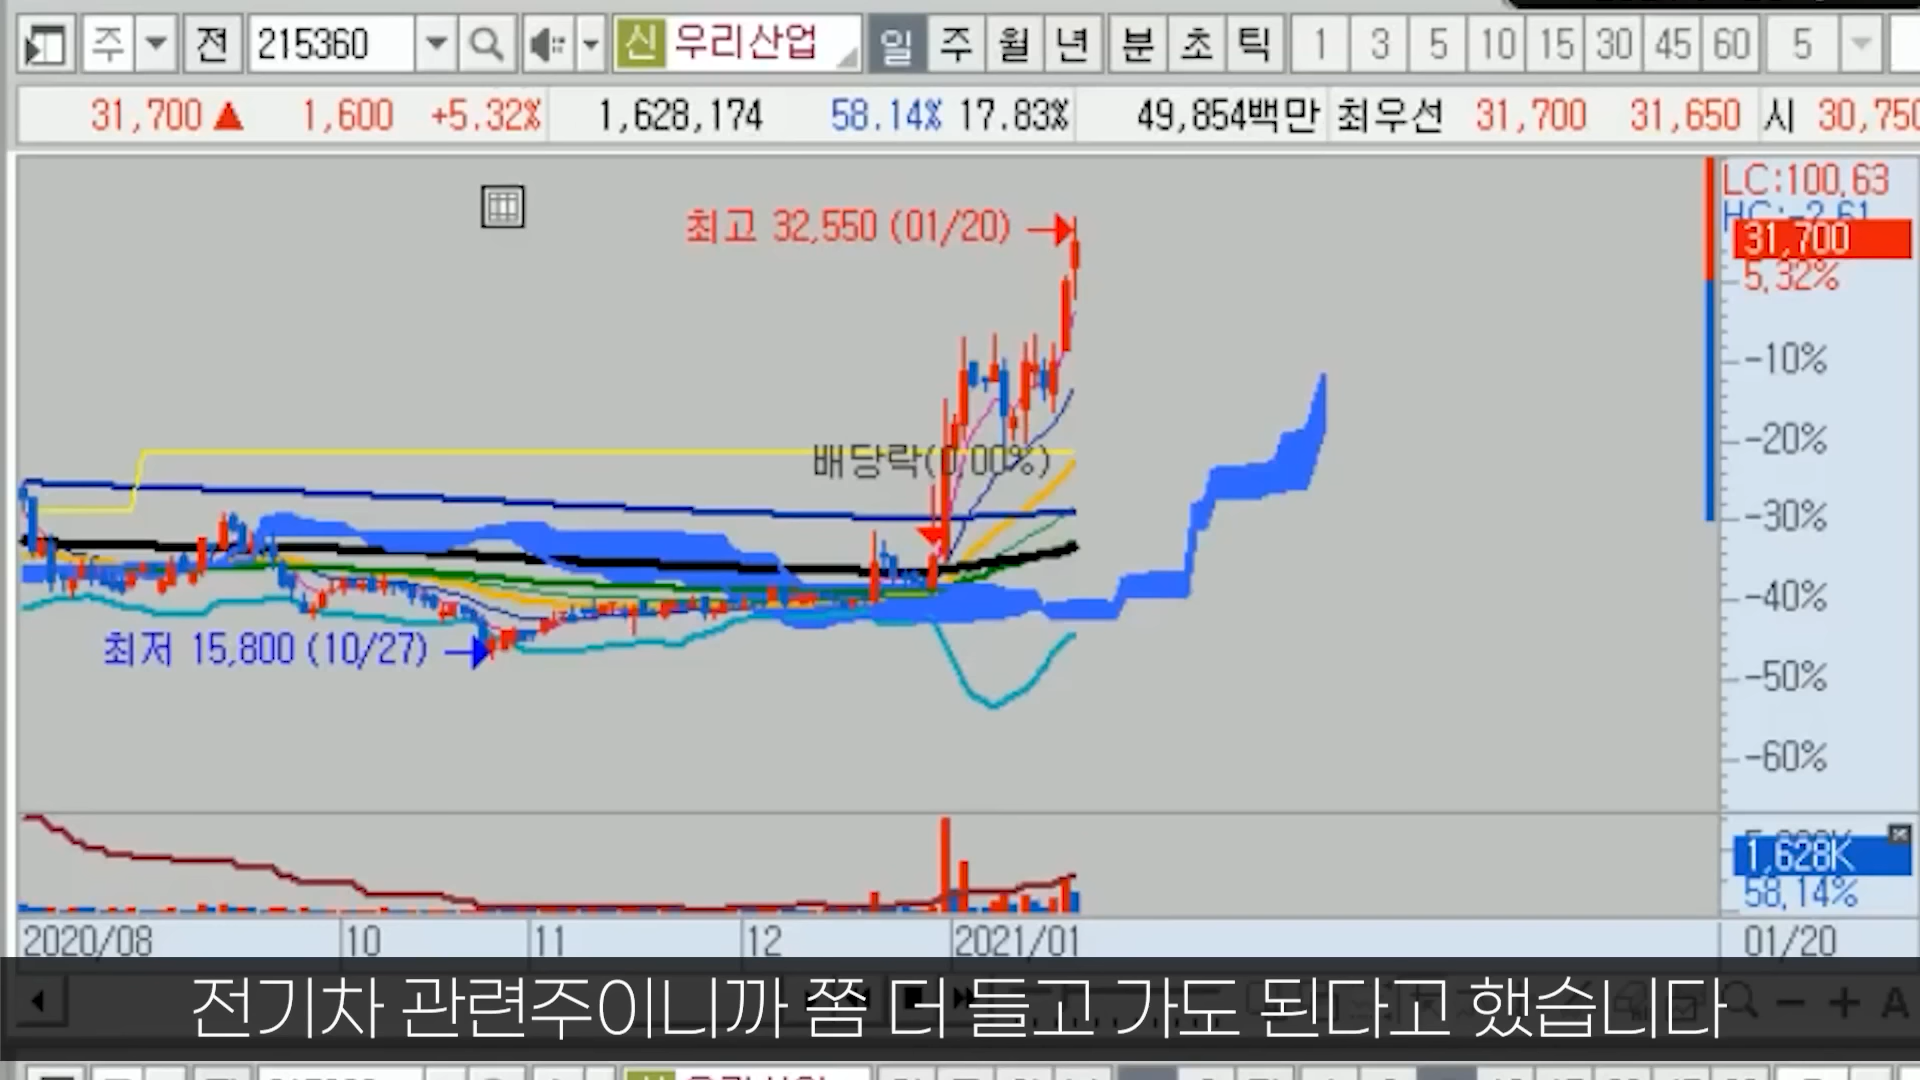 주 전 215360 신 우리산업 일 주 월 년 분 초 틱 1 3 5 10 15 30 45 60 5
31,700 ▲ 1,600 +5.32% 1,628,174 58.14% 17.83% 49,854백만 최우선 31,700 31,650 시 30,750
LC:100.63
HC:-2.61
최고 32,550 (01/20)
31,700
5.32%
-10%
-20%
배당락(0.00%)
-30%
-40%
최저 15,800 (10/27)
-50%
-60%
1,628K
58.14%
2020/08 10 11 12 2021/01 01/20
전기차 관련주이니까 쫌 더 들고 가도 된다고 했습니다